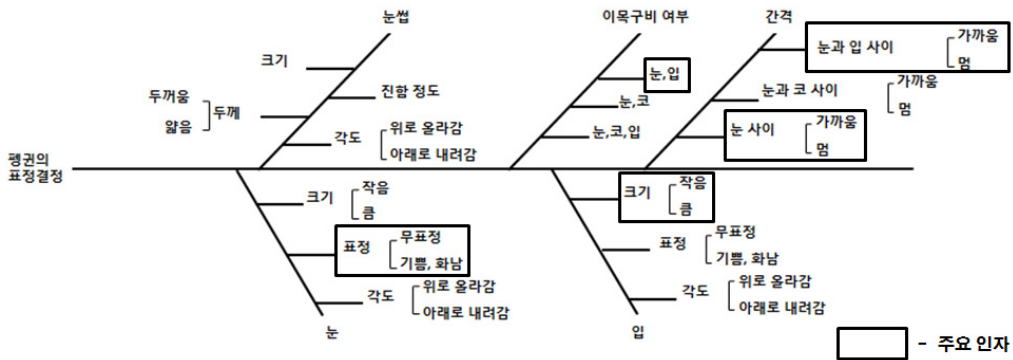 눈썹
크기
진함 정도
두께
두꺼움
얇음
각도
위로 올라감
아래로 내려감
이목구비 여부
눈,입
눈,코
눈,코,입
간격
눈과 입 사이
가까움
멈
눈과 코 사이
가까움
멈
눈 사이
가까움
멈
펭귄의
표정결정
크기
작음
큼
표정
무표정
기쁨, 화남
각도
위로 올라감
아래로 내려감
눈
크기
작음
큼
표정
무표정
기쁨, 화남
각도
위로 올라감
아래로 내려감
입
- 주요 인자